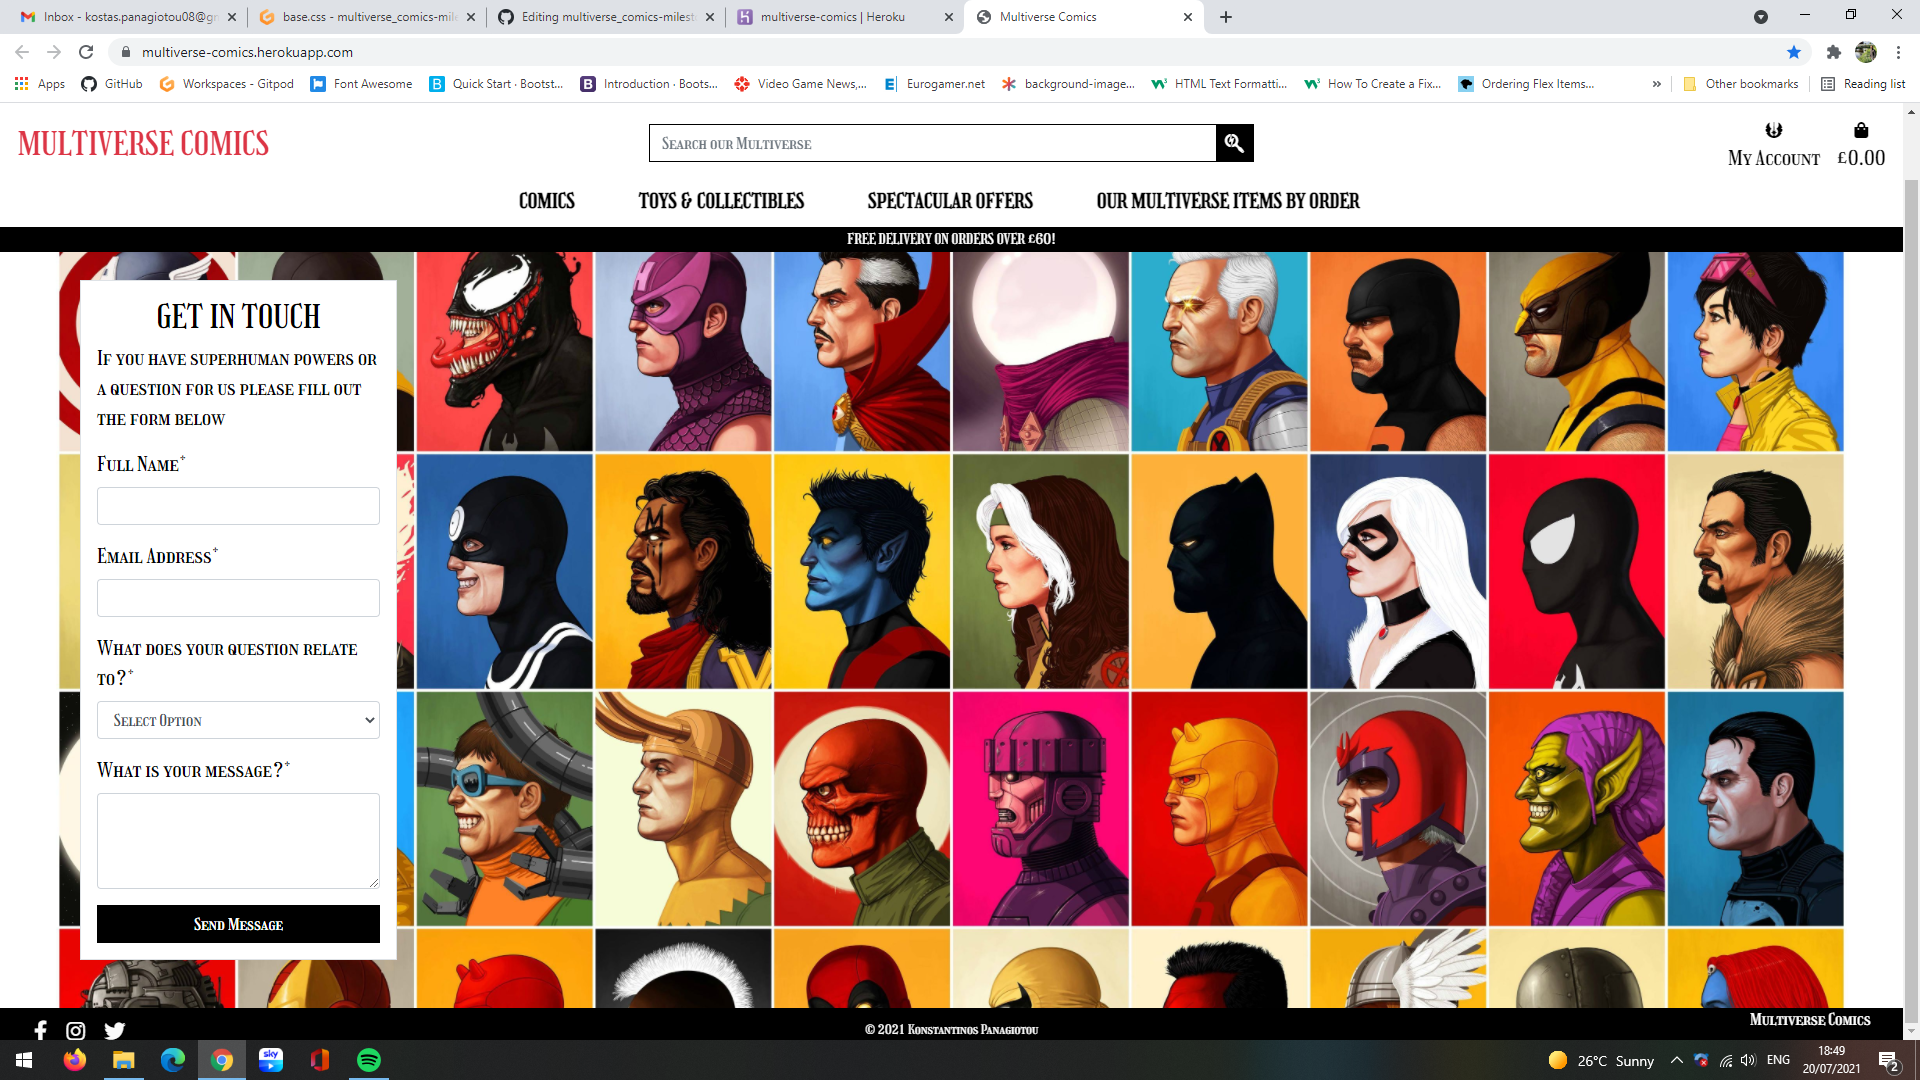 Inbox - kostas.panagiotou08@gm
base.css - multiverse_comics-mile
Editing multiverse_comics-milest
multiverse-comics | Heroku
Multiverse Comics
multiverse-comics.herokuapp.com
Apps
GitHub
Workspaces - Gitpod
Font Awesome
Quick Start · Bootst...
Introduction · Boots...
Video Game News,...
Eurogamer.net
background-image...
HTML Text Formatti...
How To Create a Fix...
Ordering Flex Items...
»
Other bookmarks
Reading list
MULTIVERSE COMICS
Search our Multiverse
My Account
£0.00
COMICS
TOYS & COLLECTIBLES
SPECTACULAR OFFERS
OUR MULTIVERSE ITEMS BY ORDER
FREE DELIVERY ON ORDERS OVER £60!
GET IN TOUCH
If you have superhuman powers or
a question for us please fill out
the form below
Full Name*
Email Address*
What does your question relate
to?*
Select Option
What is your message?*
Send Message
© 2021 Konstantinos Panagiotou
Multiverse Comics
sky
26°C Sunny
ENG
18:49
20/07/2021
2